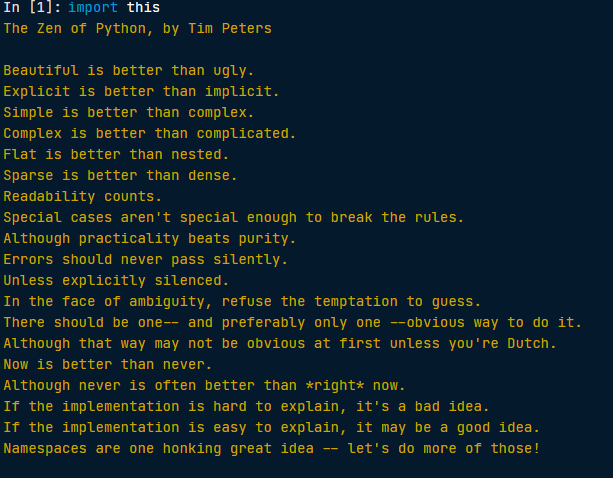 In [1]: import this
The Zen of Python, by Tim Peters

Beautiful is better than ugly.
Explicit is better than implicit.
Simple is better than complex.
Complex is better than complicated.
Flat is better than nested.
Sparse is better than dense.
Readability counts.
Special cases aren't special enough to break the rules.
Although practicality beats purity.
Errors should never pass silently.
Unless explicitly silenced.
In the face of ambiguity, refuse the temptation to guess.
There should be one-- and preferably only one --obvious way to do it.
Although that way may not be obvious at first unless you're Dutch.
Now is better than never.
Although never is often better than *right* now.
If the implementation is hard to explain, it's a bad idea.
If the implementation is easy to explain, it may be a good idea.
Namespaces are one honking great idea -- let's do more of those!